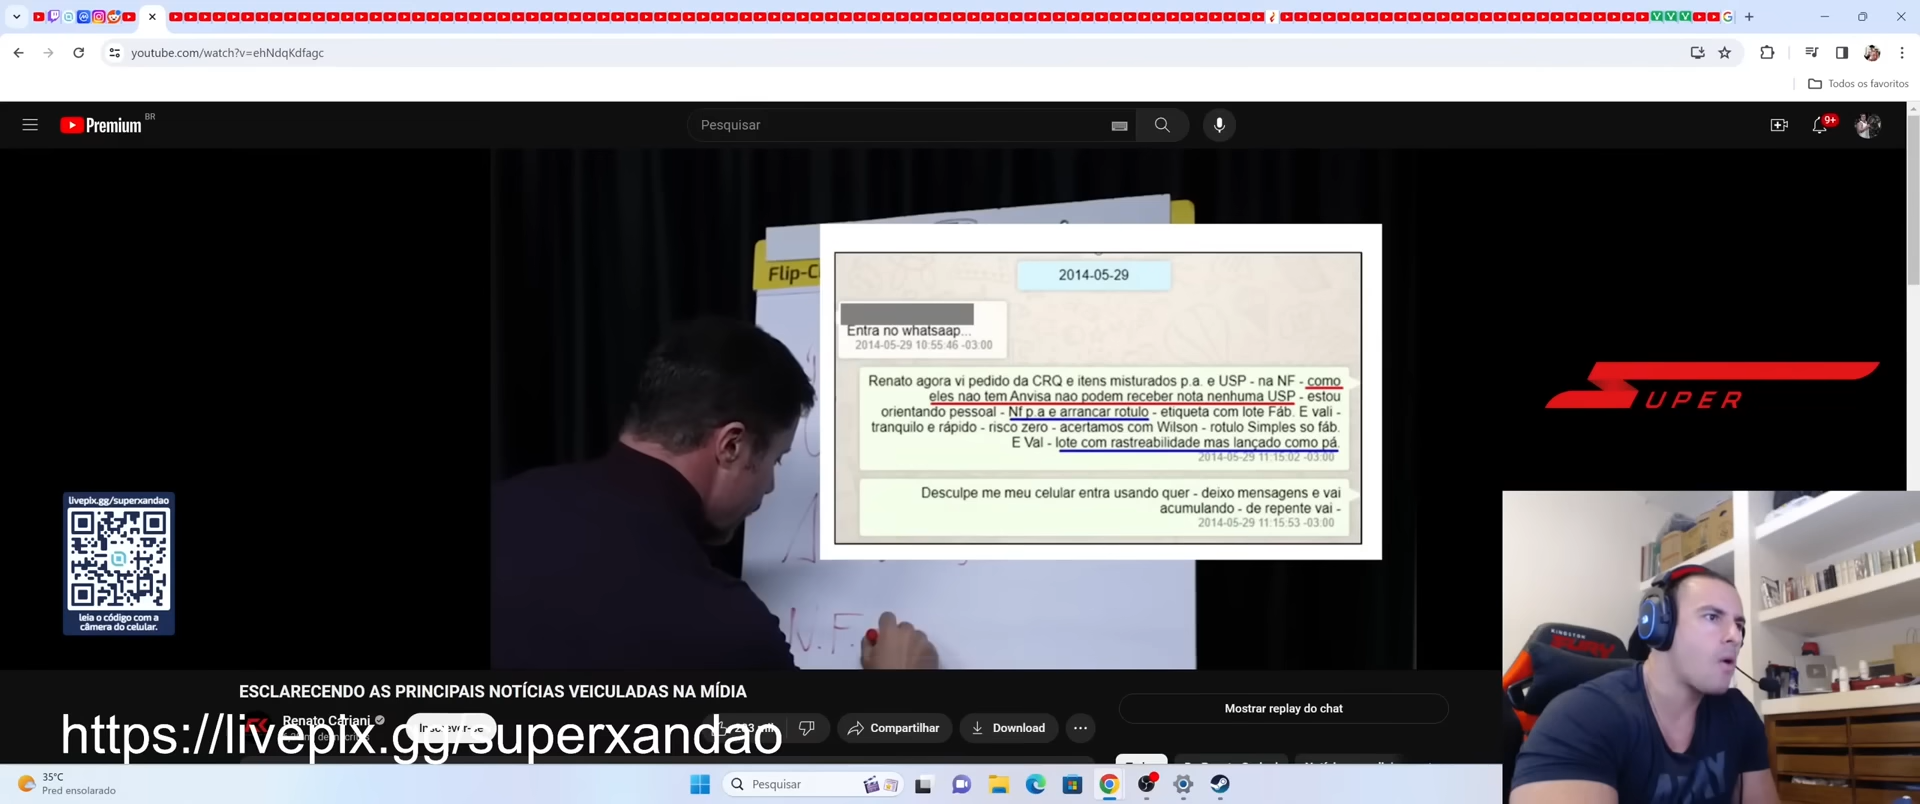 youtube.com/watch?v=ehNdqKdfagc
Todos os favoritos
Premium BR
Pesquisar
9+
Flip-C
2014-05-29
Entra no whatsaap...
2014-05-29 10:55:46 -03:00
Renato agora vi pedido da CRQ e itens misturados p.a. e USP - na NF - como
eles nao tem Anvisa nao podem receber nota nenhuma USP - estou
orientando pessoal - Nf p.a e arrancar rotulo - etiqueta com lote Fáb. E vali -
tranquilo e rápido - risco zero - acertamos com Wilson - rotulo Simples so fáb.
E Val - lote com rastreabilidade mas lançado como pá.
2014-05-29 11:15:02 -03:00
Desculpe me meu celular entra usando quer - deixo mensagens e vai
acumulando - de repente vai -
2014-05-29 11:15:53 -03:00
N.F.
SUPER
livepix.gg/superxandao
leia o código com a
câmera do celular.
KINGSTON
FURY
ESCLARECENDO AS PRINCIPAIS NOTÍCIAS VEICULADAS NA MÍDIA
Renato Cariani
Inscrever-se
Compartilhar
Download
Mostrar replay do chat
https://livepix.gg/superxandao
35°C
Pred ensolarado
Pesquisar